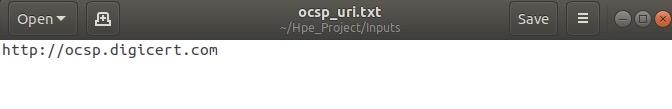 Open
ocsp_uri.txt
~/Hpe_Project/Inputs
Save
http://ocsp.digicert.com